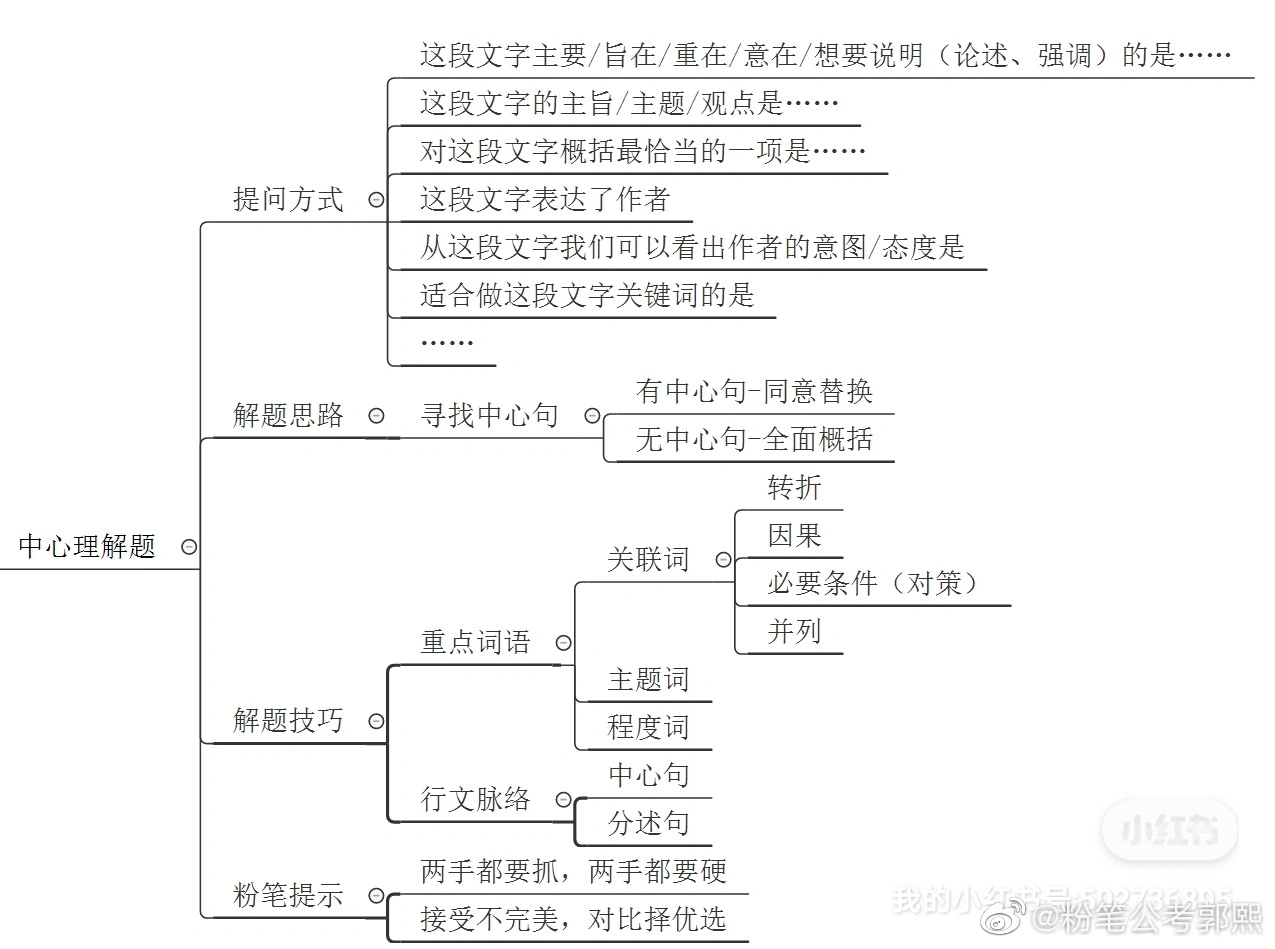 这段文字主要/旨在/重在/意在/想要说明（论述、强调）的是……
这段文字的主旨/主题/观点是……
对这段文字概括最恰当的一项是……
提问方式
这段文字表达了作者
从这段文字我们可以看出作者的意图/态度是
适合做这段文字关键词的是
……
解题思路
寻找中心句
有中心句-同意替换
无中心句-全面概括
中心理解题
解题技巧
重点词语
关联词
转折
因果
必要条件（对策）
并列
主题词
程度词
行文脉络
中心句
分述句
粉笔提示
两手都要抓，两手都要硬
接受不完美，对比择优选
小红书
我的小红书号
@粉笔公考郭熙